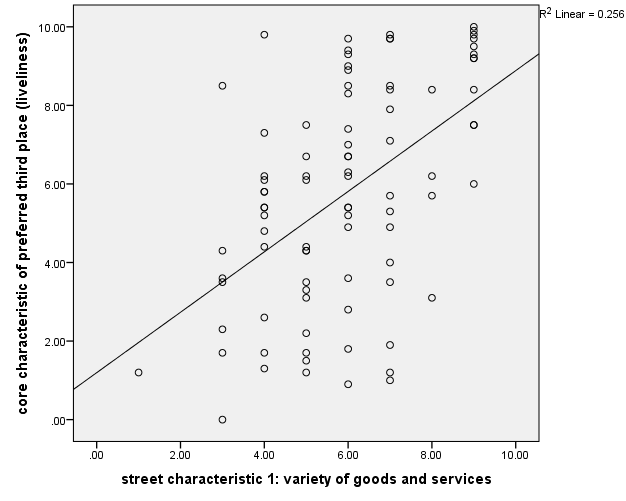 R2 Linear = 0.256
10.00
8.00
6.00
4.00
2.00
.00
core characteristic of preferred third place (liveliness)
.00 2.00 4.00 6.00 8.00 10.00
street characteristic 1: variety of goods and services